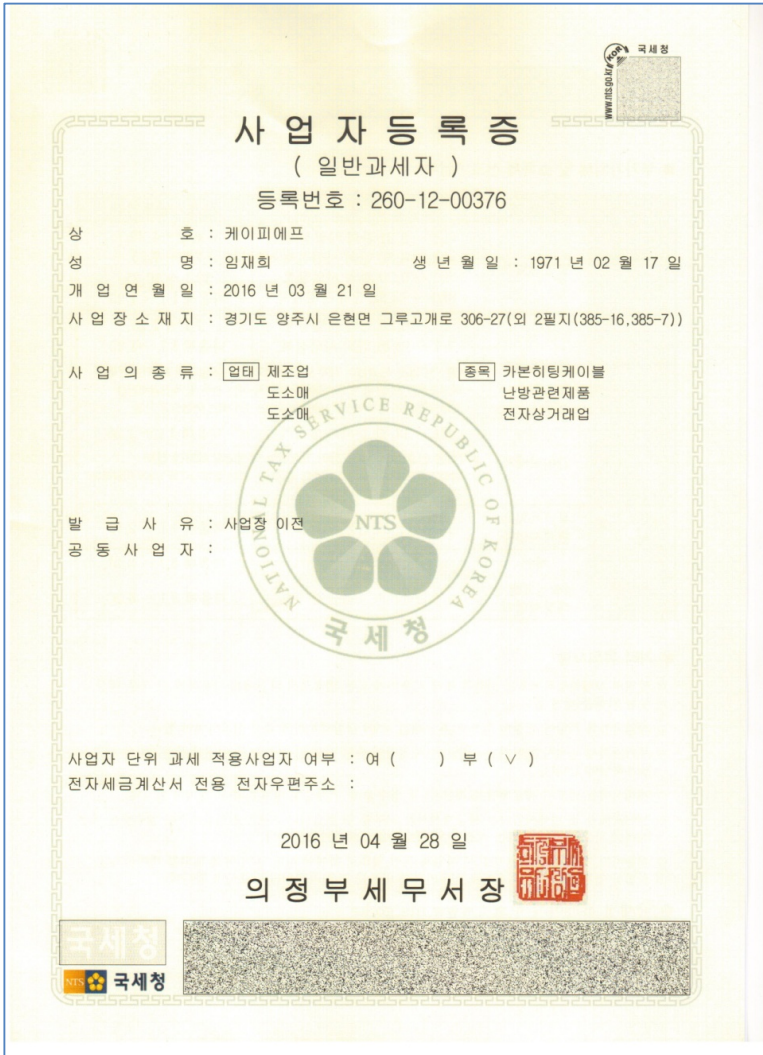 국세청
KOR
www.nts.go.kr
사업자등록증
( 일반과세자 )
등록번호 : 260-12-00376
상 호 : 케이피에프
성 명 : 임재희 생 년 월 일 : 1971 년 02 월 17 일
개 업 연 월 일 : 2016 년 03 월 21 일
사 업 장 소 재 지 : 경기도 양주시 은현면 그루고개로 306-27(외 2필지(385-16,385-7))
사 업 의 종 류 : 업태 제조업 종목 카본히팅케이블
도소매 난방관련제품
도소매 전자상거래업
NATIONAL TAX SERVICE REPUBLIC OF KOREA
NTS
국세청
발 급 사 유 : 사업장 이전
공 동 사 업 자 :
사업자 단위 과세 적용사업자 여부 : 여 ( ) 부 ( ∨ )
전자세금계산서 전용 전자우편주소 :
2016 년 04 월 28 일
의정부세무서장
국세청
NTS 국세청